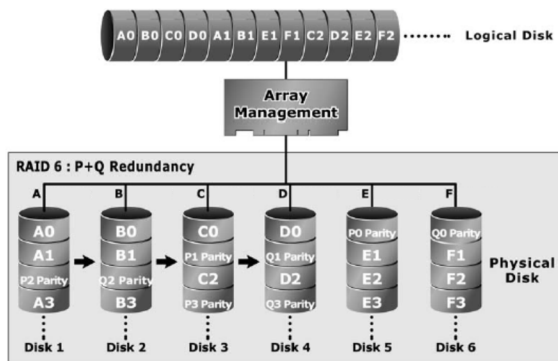 A0 B0 C0 D0 A1 B1 E1 F1 C2 D2 E2 F2 Logical Disk
Array
Management
RAID 6 : P+Q Redundancy
A B C D E F
A0 B0 C0 D0 P0 Parity Q0 Parity
A1 B1 P1 Parity Q1 Parity E1 F1
P2 Parity Q2 Parity C2 D2 E2 F2
A3 B3 P3 Parity Q3 Parity E3 F3
Physical
Disk
Disk 1 Disk 2 Disk 3 Disk 4 Disk 5 Disk 6